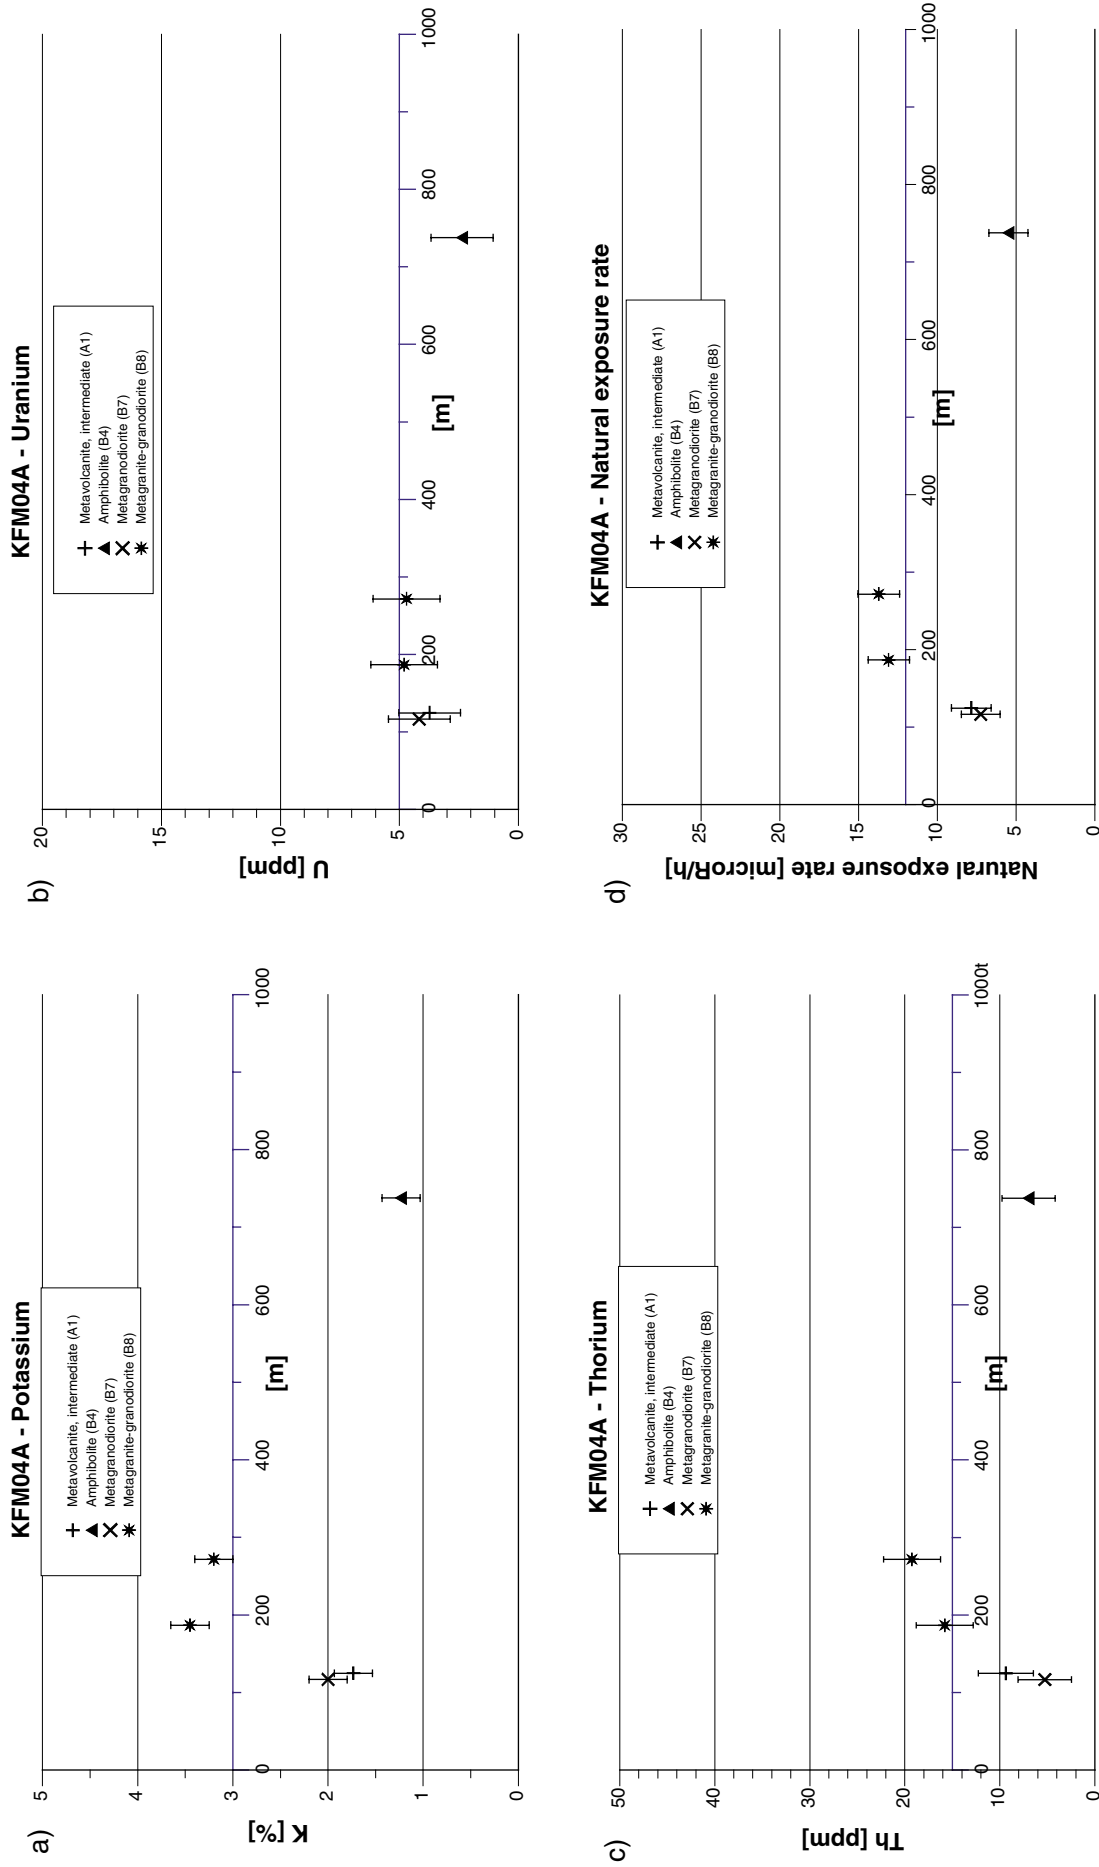 a)
KFM04A - Potassium
K [%]
5
4
3
2
1
0
Metavolcanite, intermediate (A1)
Amphibolite (B4)
Metagranodiorite (B7)
Metagranite-granodiorite (B8)
0
200
400
600
800
1000
[m]
b)
KFM04A - Uranium
U [ppm]
20
15
10
5
0
Metavolcanite, intermediate (A1)
Amphibolite (B4)
Metagranodiorite (B7)
Metagranite-granodiorite (B8)
0
200
400
600
800
1000
[m]
c)
KFM04A - Thorium
Th [ppm]
50
40
30
20
10
0
Metavolcanite, intermediate (A1)
Amphibolite (B4)
Metagranodiorite (B7)
Metagranite-granodiorite (B8)
0
200
400
600
800
1000t
[m]
d)
KFM04A - Natural exposure rate
Natural exposure rate [microR/h]
30
25
20
15
10
5
0
Metavolcanite, intermediate (A1)
Amphibolite (B4)
Metagranodiorite (B7)
Metagranite-granodiorite (B8)
0
200
400
600
800
1000
[m]